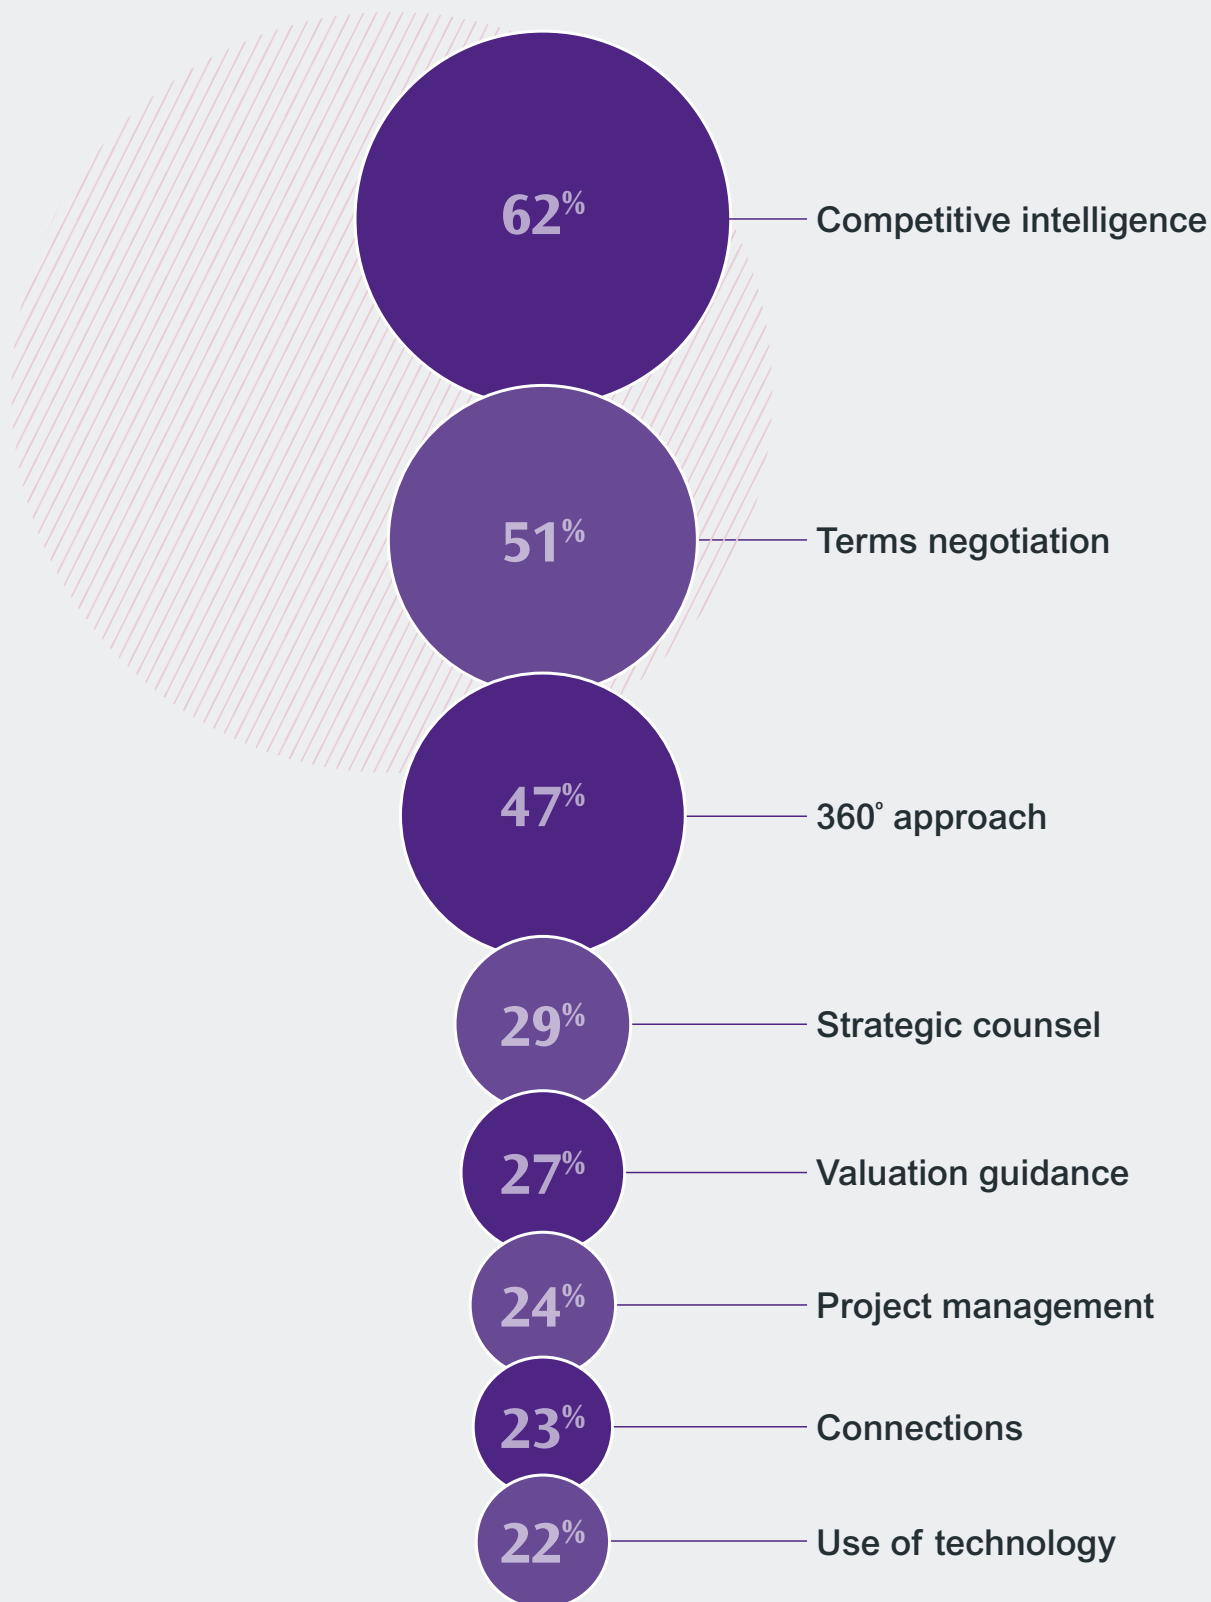 62% Competitive intelligence
51% Terms negotiation
47% 360° approach
29% Strategic counsel
27% Valuation guidance
24% Project management
23% Connections
22% Use of technology